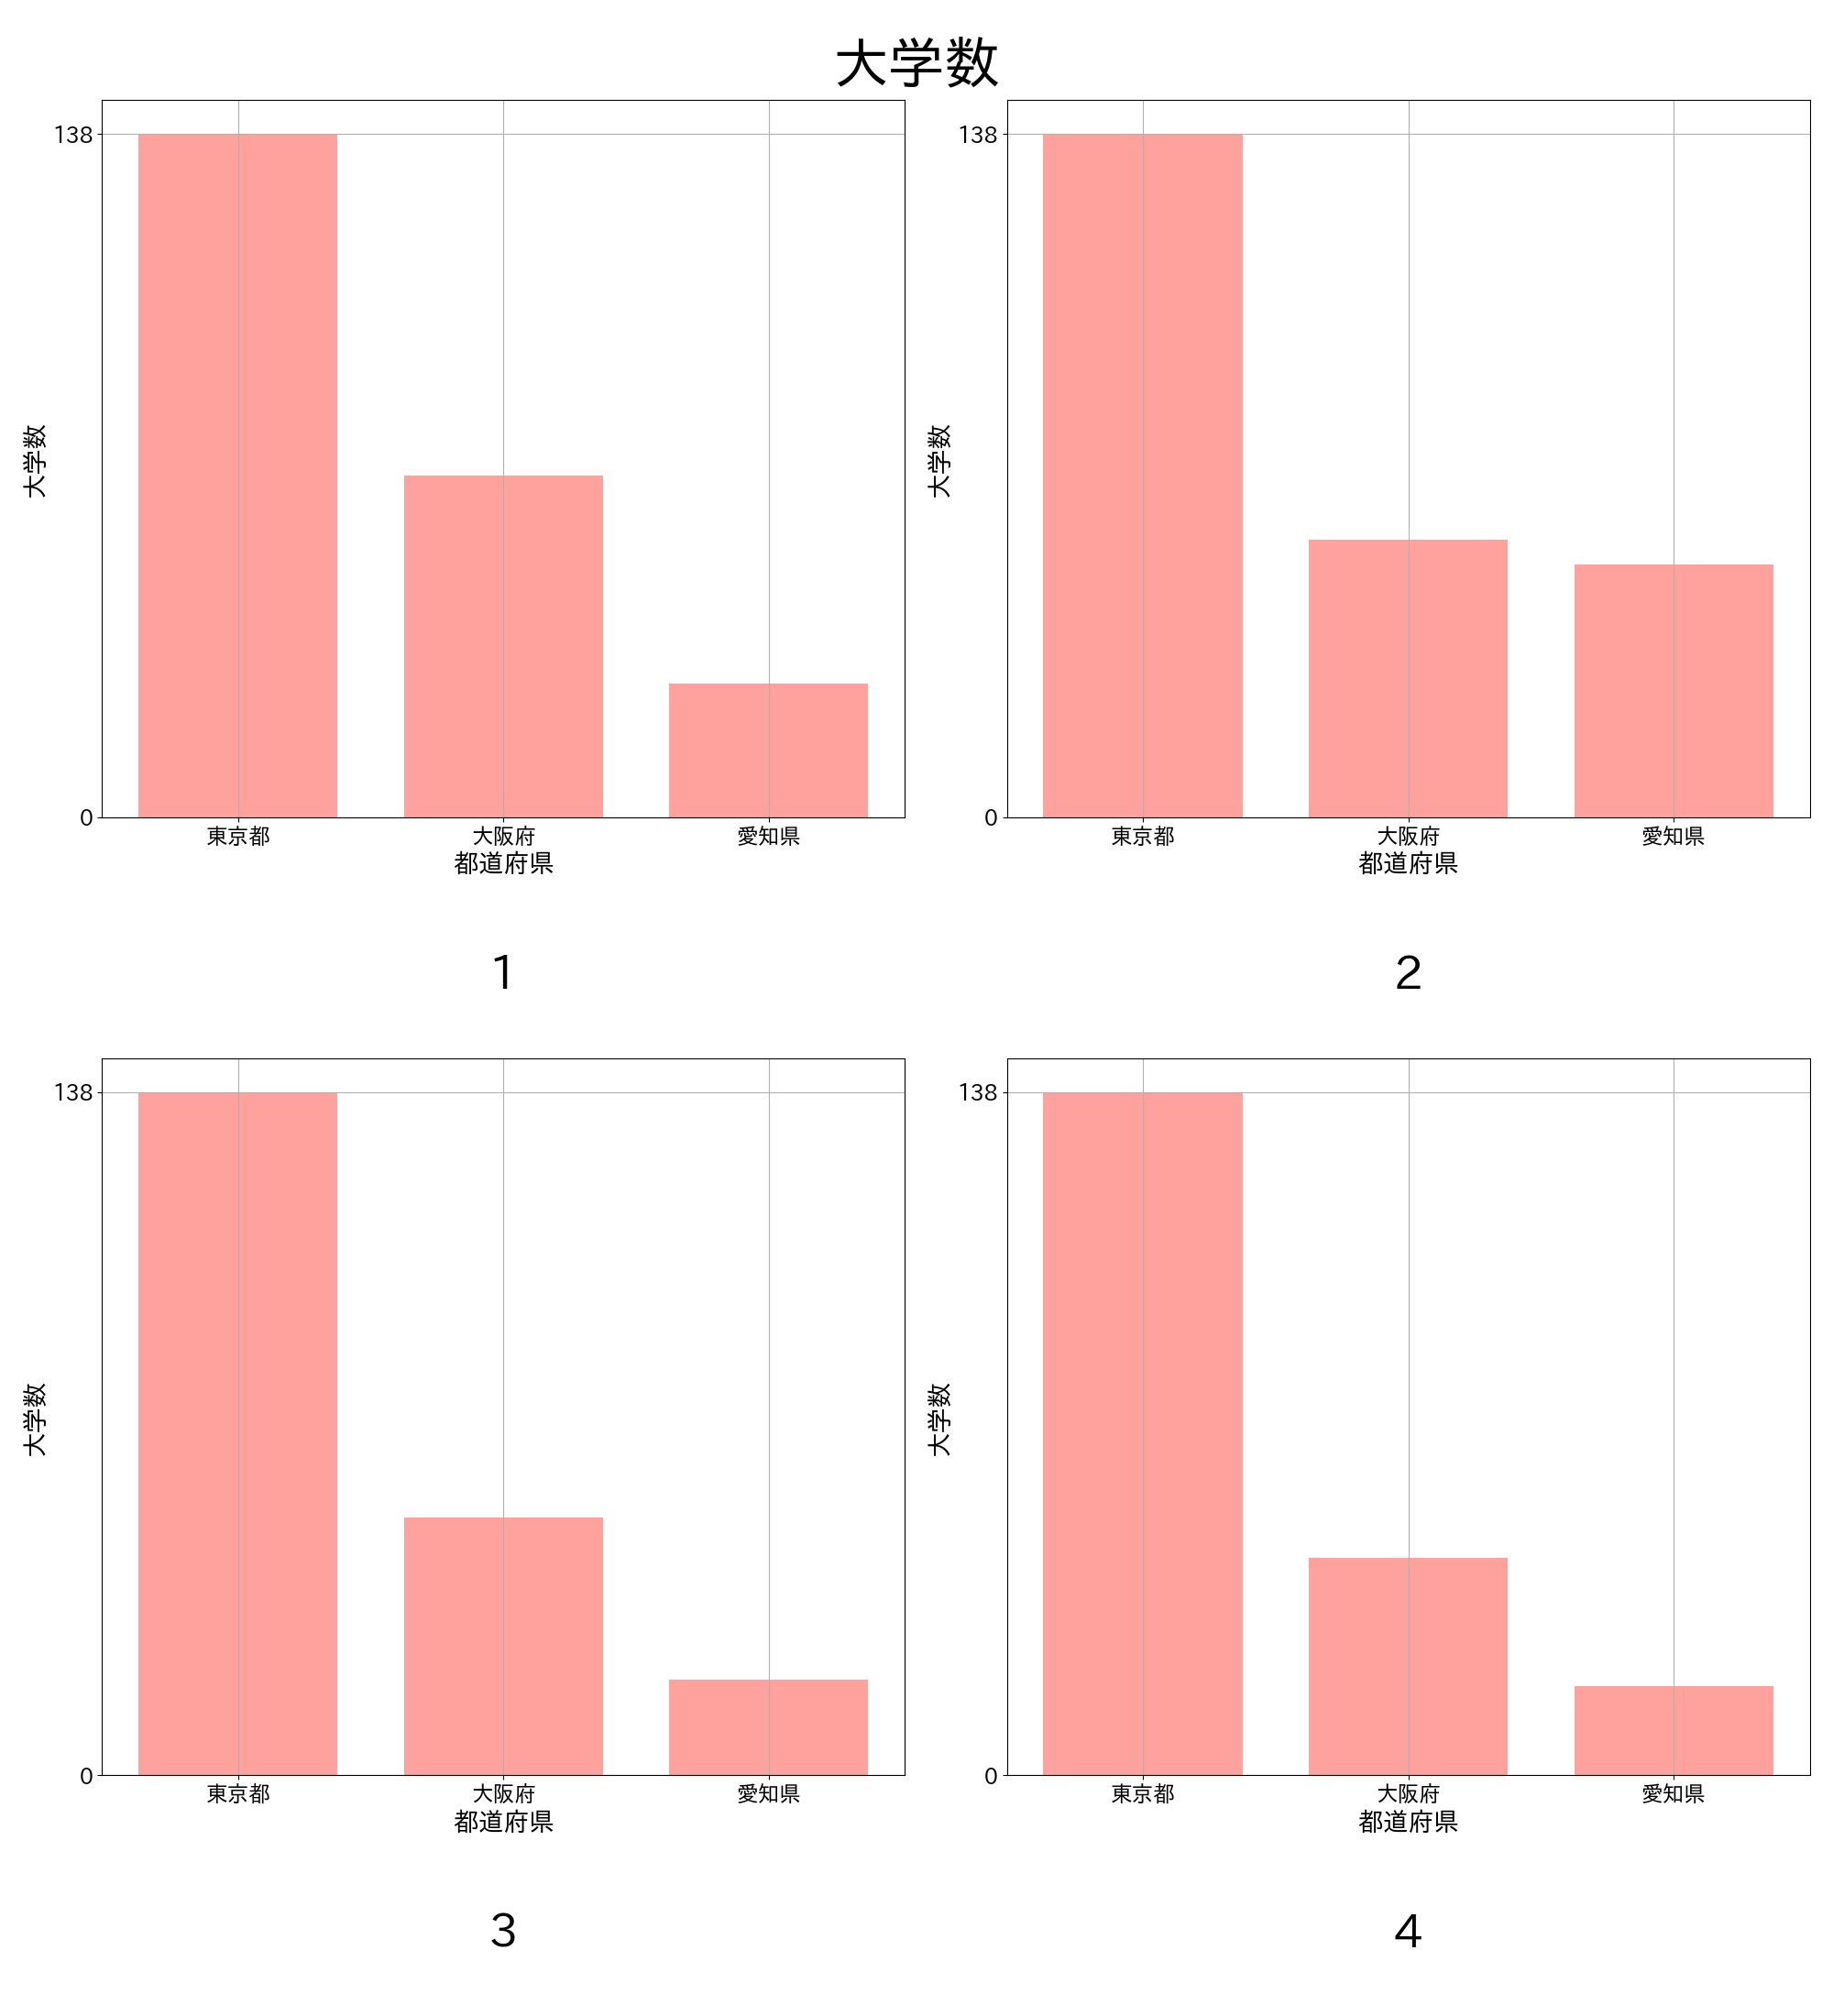 大学数
138
大学数
0
東京都 大阪府 愛知県
都道府県
1
138
大学数
0
東京都 大阪府 愛知県
都道府県
2
138
大学数
0
東京都 大阪府 愛知県
都道府県
3
138
大学数
0
東京都 大阪府 愛知県
都道府県
4